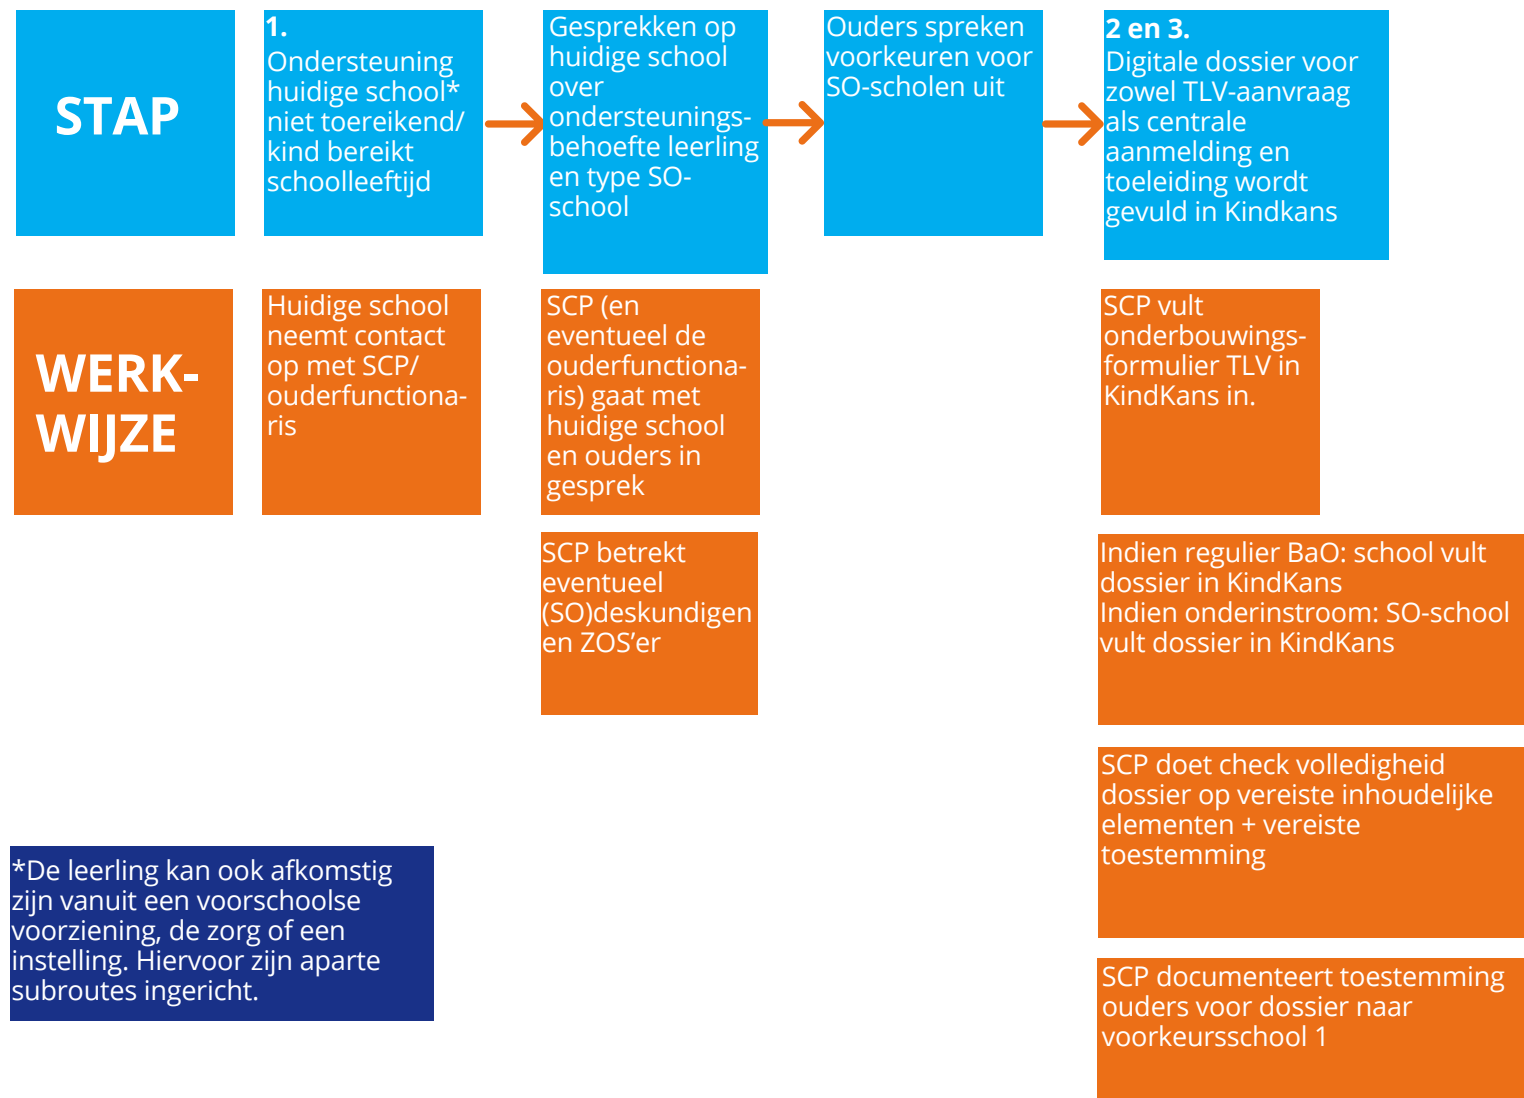 STAP
1.
Ondersteuning
huidige school*
niet toereikend/
kind bereikt
schoolleeftijd
Gesprekken op
huidige school
over
ondersteunings-
behoefte leerling
en type SO-
school
Ouders spreken
voorkeuren voor
SO-scholen uit
2 en 3.
Digitale dossier voor
zowel TLV-aanvraag
als centrale
aanmelding en
toeleiding wordt
gevuld in Kindkans
WERK-
WIJZE
Huidige school
neemt contact
op met SCP/
ouderfunctiona-
ris
SCP (en
eventueel de
ouderfunctiona-
ris) gaat met
huidige school
en ouders in
gesprek
SCP vult
onderbouwings-
formulier TLV in
KindKans in.
SCP betrekt
eventueel
(SO)deskundigen
en ZOS’er
Indien regulier BaO: school vult
dossier in KindKans
Indien onderinstroom: SO-school
vult dossier in KindKans
SCP doet check volledigheid
dossier op vereiste inhoudelijke
elementen + vereiste
toestemming
*De leerling kan ook afkomstig
zijn vanuit een voorschoolse
voorziening, de zorg of een
instelling. Hiervoor zijn aparte
subroutes ingericht.
SCP documenteert toestemming
ouders voor dossier naar
voorkeursschool 1